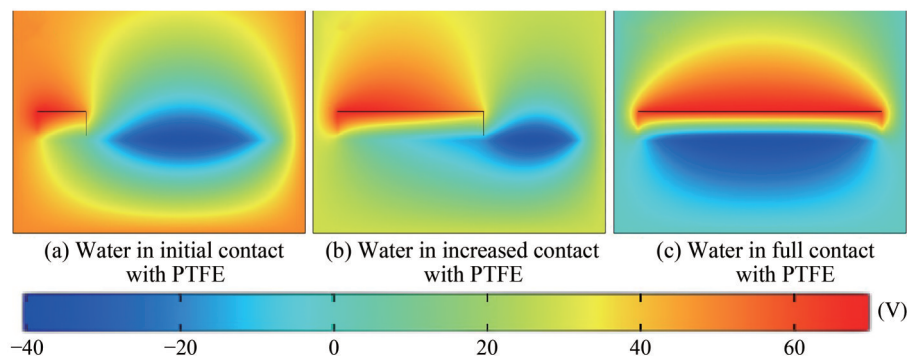 (a) Water in initial contact
with PTFE
(b) Water in increased contact
with PTFE
(c) Water in full contact
with PTFE
(V)
−40 −20 0 20 40 60